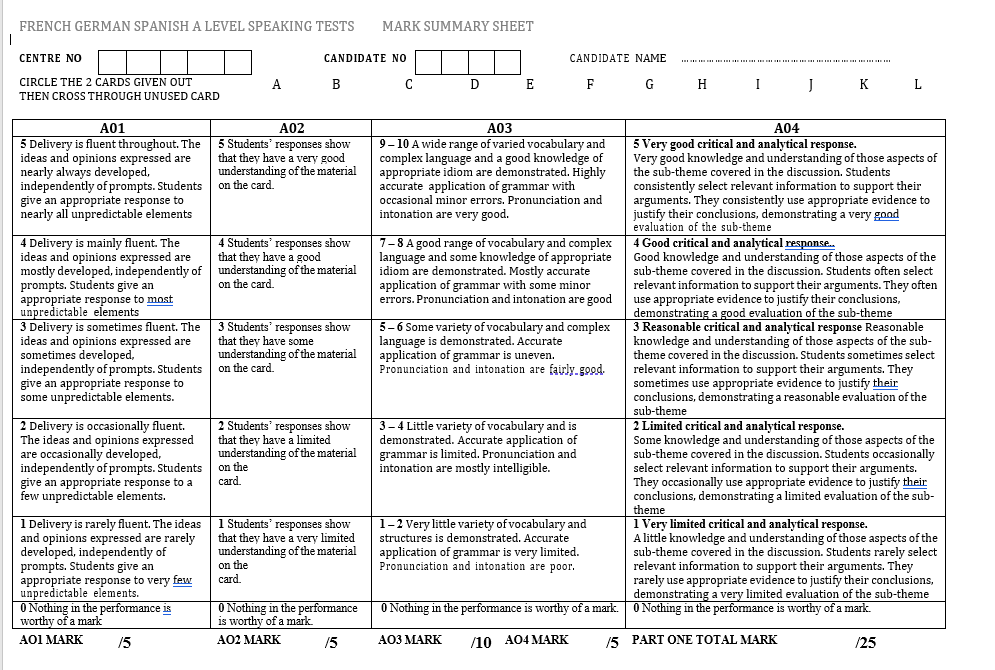 FRENCH GERMAN SPANISH A LEVEL SPEAKING TESTS MARK SUMMARY SHEET
CENTRE NO CANDIDATE NO CANDIDATE NAME ……………………………………………………
CIRCLE THE 2 CARDS GIVEN OUT A B C D E F G H I J K L
THEN CROSS THROUGH UNUSED CARD
A01 A02 A03 A04
5 Delivery is fluent throughout. The
ideas and opinions expressed are
nearly always developed,
independently of prompts. Students
give an appropriate response to
nearly all unpredictable elements
5 Students’ responses show
that they have a very good
understanding of the material
on the card.
9 – 10 A wide range of varied vocabulary and
complex language and a good knowledge of
appropriate idiom are demonstrated. Highly
accurate application of grammar with
occasional minor errors. Pronunciation and
intonation are very good.
5 Very good critical and analytical response.
Very good knowledge and understanding of those aspects of
the sub-theme covered in the discussion. Students
consistently select relevant information to support their
arguments. They consistently use appropriate evidence to
justify their conclusions, demonstrating a very good
evaluation of the sub-theme
4 Delivery is mainly fluent. The
ideas and opinions expressed are
mostly developed, independently of
prompts. Students give an
appropriate response to most
unpredictable elements
4 Students’ responses show
that they have a good
understanding of the material
on the card.
7 – 8 A good range of vocabulary and complex
language and some knowledge of appropriate
idiom are demonstrated. Mostly accurate
application of grammar with some minor
errors. Pronunciation and intonation are good
4 Good critical and analytical response..
Good knowledge and understanding of those aspects of the
sub-theme covered in the discussion. Students often select
relevant information to support their arguments. They often
use appropriate evidence to justify their conclusions,
demonstrating a good evaluation of the sub-theme
3 Delivery is sometimes fluent. The
ideas and opinions expressed are
sometimes developed,
independently of prompts. Students
give an appropriate response to
some unpredictable elements.
3 Students’ responses show
that they have some
understanding of the material
on the card.
5 – 6 Some variety of vocabulary and complex
language is demonstrated. Accurate
application of grammar is uneven.
Pronunciation and intonation are fairly good.
3 Reasonable critical and analytical response Reasonable
knowledge and understanding of those aspects of the sub-
theme covered in the discussion. Students sometimes select
relevant information to support their arguments. They
sometimes use appropriate evidence to justify their
conclusions, demonstrating a reasonable evaluation of the
sub-theme
2 Delivery is occasionally fluent.
The ideas and opinions expressed
are occasionally developed,
independently of prompts. Students
give an appropriate response to a
few unpredictable elements.
2 Students’ responses show
that they have a limited
understanding of the material
on the
card.
3 – 4 Little variety of vocabulary and is
demonstrated. Accurate application of
grammar is limited. Pronunciation and
intonation are mostly intelligible.
2 Limited critical and analytical response.
Some knowledge and understanding of those aspects of the
sub-theme covered in the discussion. Students occasionally
select relevant information to support their arguments.
They occasionally use appropriate evidence to justify their
conclusions, demonstrating a limited evaluation of the sub-
theme
1 Delivery is rarely fluent. The ideas
and opinions expressed are rarely
developed, independently of
prompts. Students give an
appropriate response to very few
unpredictable elements.
1 Students’ responses show
that they have a very limited
understanding of the material
on the
card.
1 – 2 Very little variety of vocabulary and
structures is demonstrated. Accurate
application of grammar is very limited.
Pronunciation and intonation are poor.
1 Very limited critical and analytical response.
A little knowledge and understanding of those aspects of the
sub-theme covered in the discussion. Students rarely select
relevant information to support their arguments. They
rarely use appropriate evidence to justify their conclusions,
demonstrating a very limited evaluation of the sub-theme
0 Nothing in the performance is
worthy of a mark
0 Nothing in the performance
is worthy of a mark.
0 Nothing in the performance is worthy of a mark.
0 Nothing in the performance is worthy of a mark.
AO1 MARK /5 AO2 MARK /5 AO3 MARK /10 AO4 MARK /5 PART ONE TOTAL MARK /25